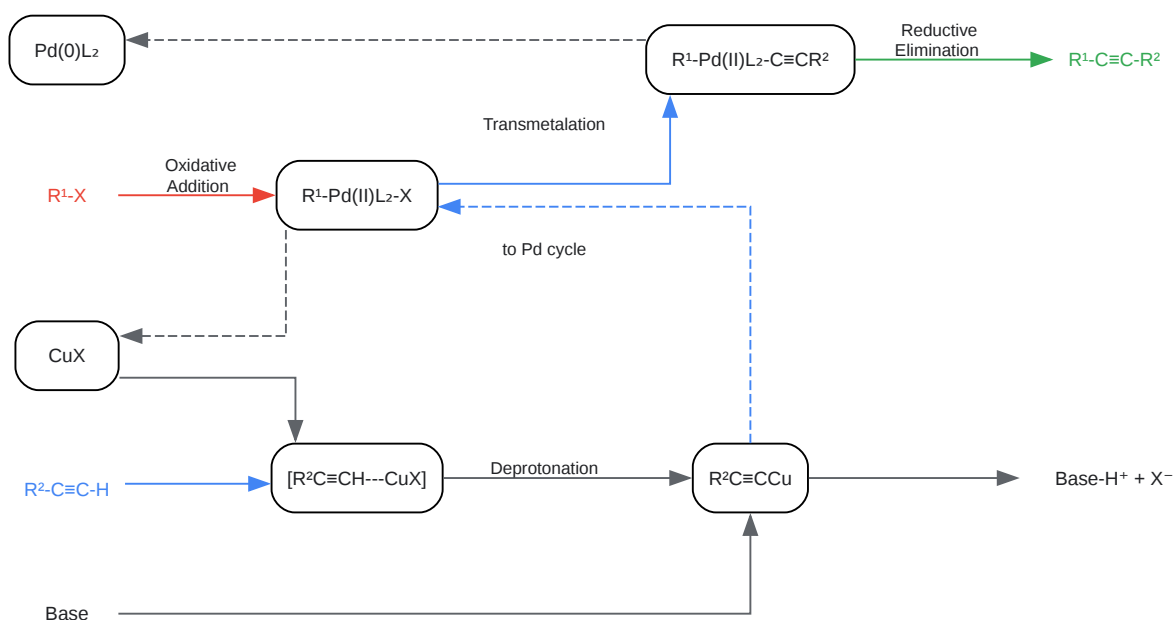 Pd(0)L₂
R¹-Pd(II)L₂-C≡CR²
Reductive
Elimination
R¹-C≡C-R²
Transmetalation
R¹-X
Oxidative
Addition
R¹-Pd(II)L₂-X
to Pd cycle
CuX
R²-C≡C-H
[R²C≡CH---CuX]
Deprotonation
R²C≡CCu
Base-H⁺ + X⁻
Base